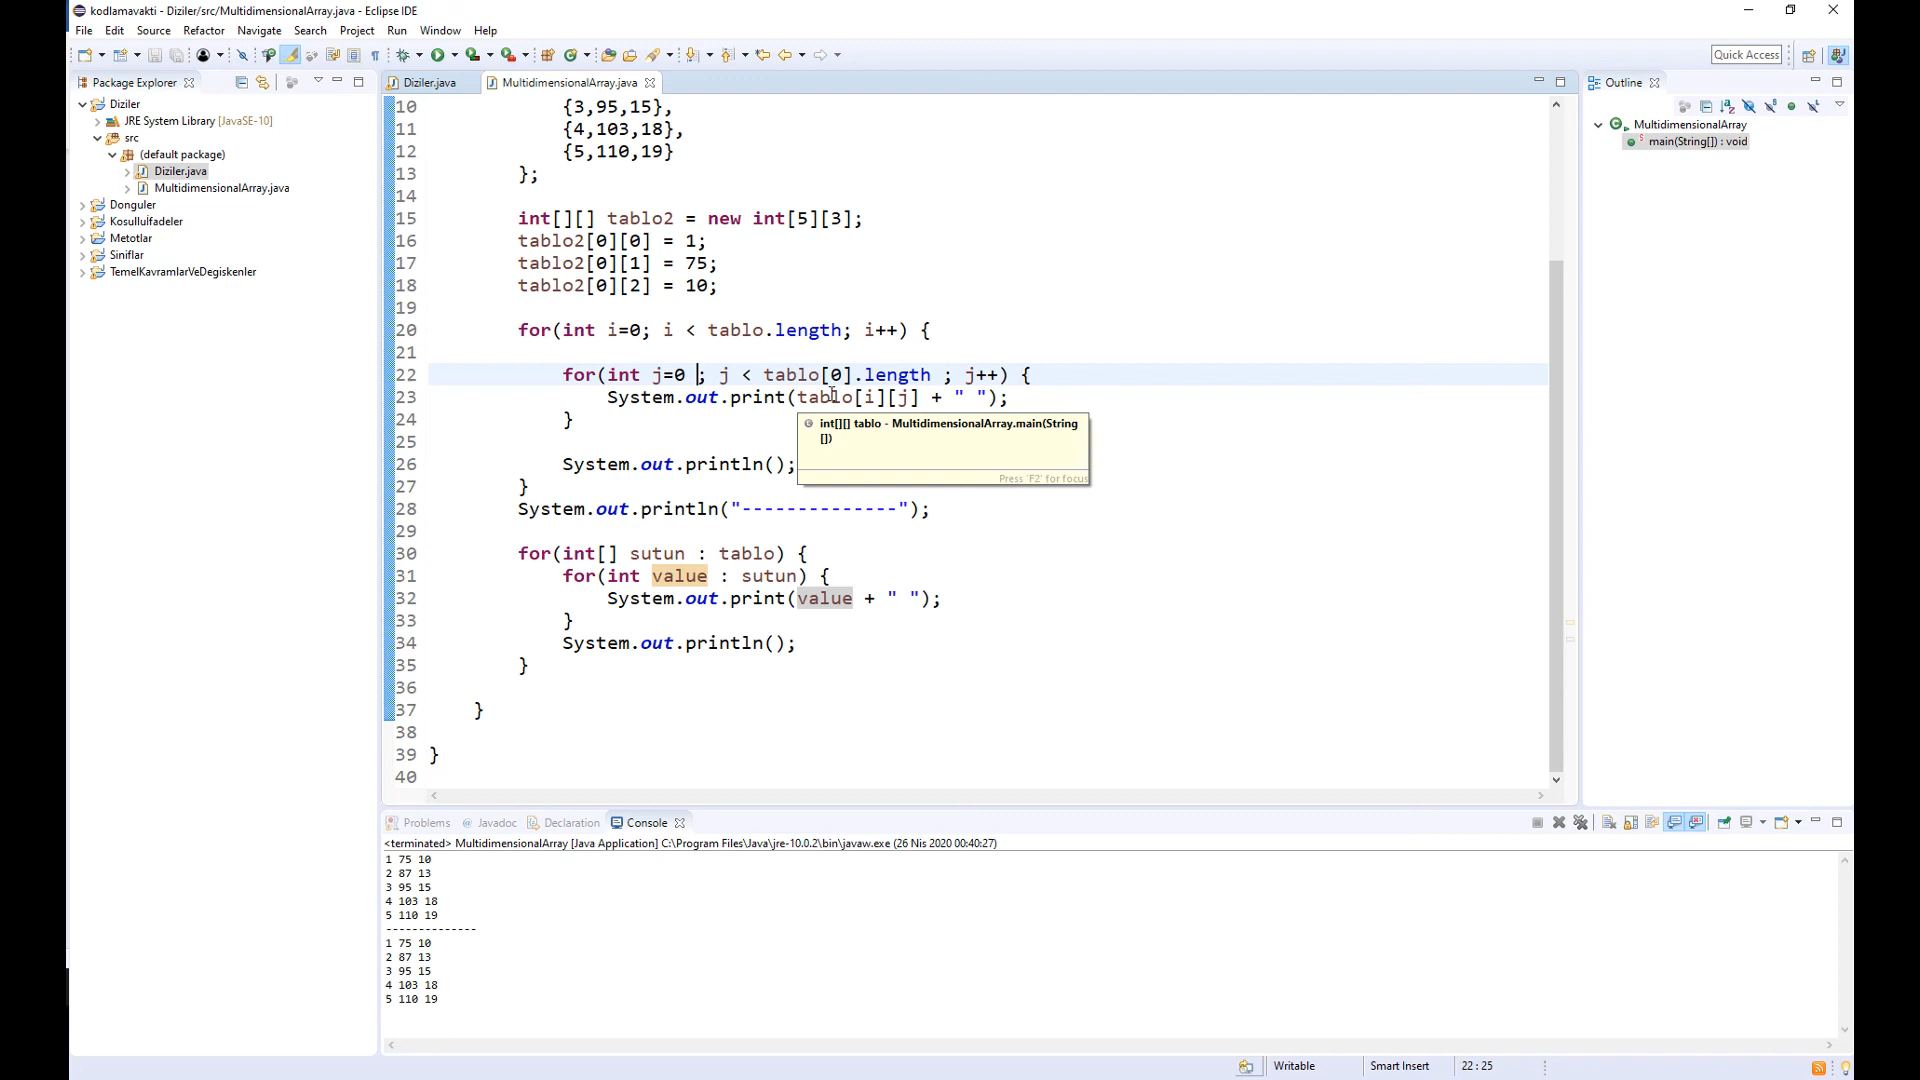 kodlamavakti - Diziler/src/MultidimensionalArray.java - Eclipse IDE
File Edit Source Refactor Navigate Search Project Run Window Help
Quick Access
Package Explorer
Diziler
JRE System Library [JavaSE-10]
src
(default package)
Diziler.java
MultidimensionalArray.java
Donguler
KosulluIfadeler
Metotlar
Siniflar
TemelKavramlarVeDegiskenler
Diziler.java MultidimensionalArray.java
10 {3,95,15},
11 {4,103,18},
12 {5,110,19}
13 };
14
15 int[][] tablo2 = new int[5][3];
16 tablo2[0][0] = 1;
17 tablo2[0][1] = 75;
18 tablo2[0][2] = 10;
19
20 for(int i=0; i < tablo.length; i++) {
21
22 for(int j=0 ; j < tablo[0].length ; j++) {
23 System.out.print(tablo[i][j] + " ");
24 }
25
26 System.out.println();
27 }
28 System.out.println("--------------");
29
30 for(int[] sutun : tablo) {
31 for(int value : sutun) {
32 System.out.print(value + " ");
33 }
34 System.out.println();
35 }
36
37 }
38
39 }
40
int[][] tablo - MultidimensionalArray.main(String
[])
Press 'F2' for focus
Outline
MultidimensionalArray
main(String[]) : void
Problems Javadoc Declaration Console
<terminated> MultidimensionalArray [Java Application] C:\Program Files\Java\jre-10.0.2\bin\javaw.exe (26 Nis 2020 00:40:27)
1 75 10
2 87 13
3 95 15
4 103 18
5 110 19
--------------
1 75 10
2 87 13
3 95 15
4 103 18
5 110 19
Writable Smart Insert 22 : 25